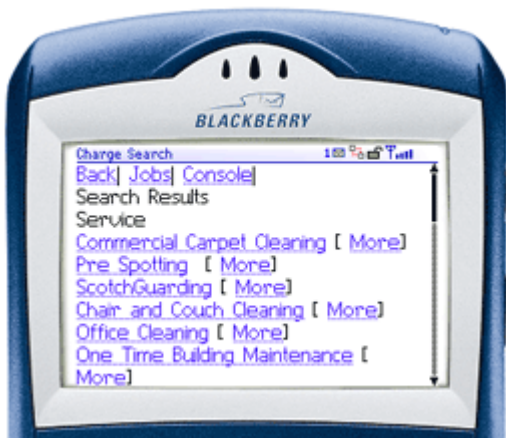 BLACKBERRY
Charge Search 1
Back| Jobs| Console|
Search Results
Service
Commercial Carpet Cleaning [ More]
Pre Spotting [ More]
ScotchGuarding [ More]
Chair and Couch Cleaning [ More]
Office Cleaning [ More]
One Time Building Maintenance [
More]